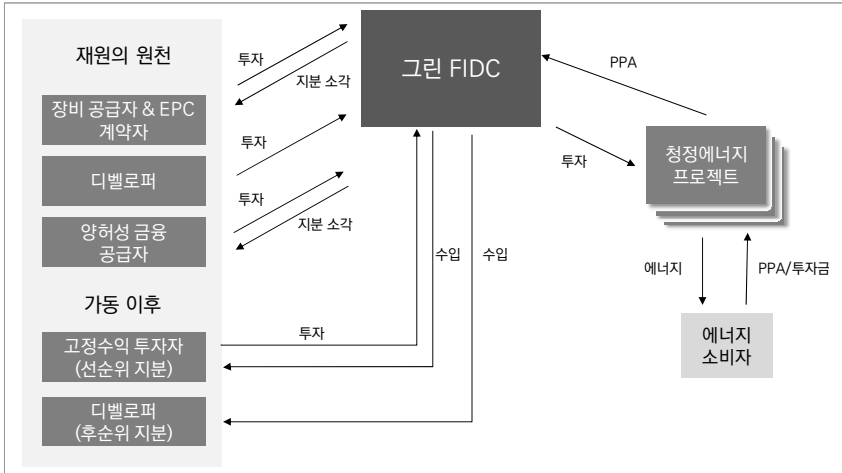 재원의 원천
장비 공급자 & EPC
계약자
디벨로퍼
양허성 금융
공급자
가동 이후
고정수익 투자자
(선순위 지분)
디벨로퍼
(후순위 지분)
투자
지분 소각
투자
투자
지분 소각
그린 FIDC
수입
수입
투자
PPA
투자
청정에너지
프로젝트
에너지
PPA/투자금
에너지
소비자